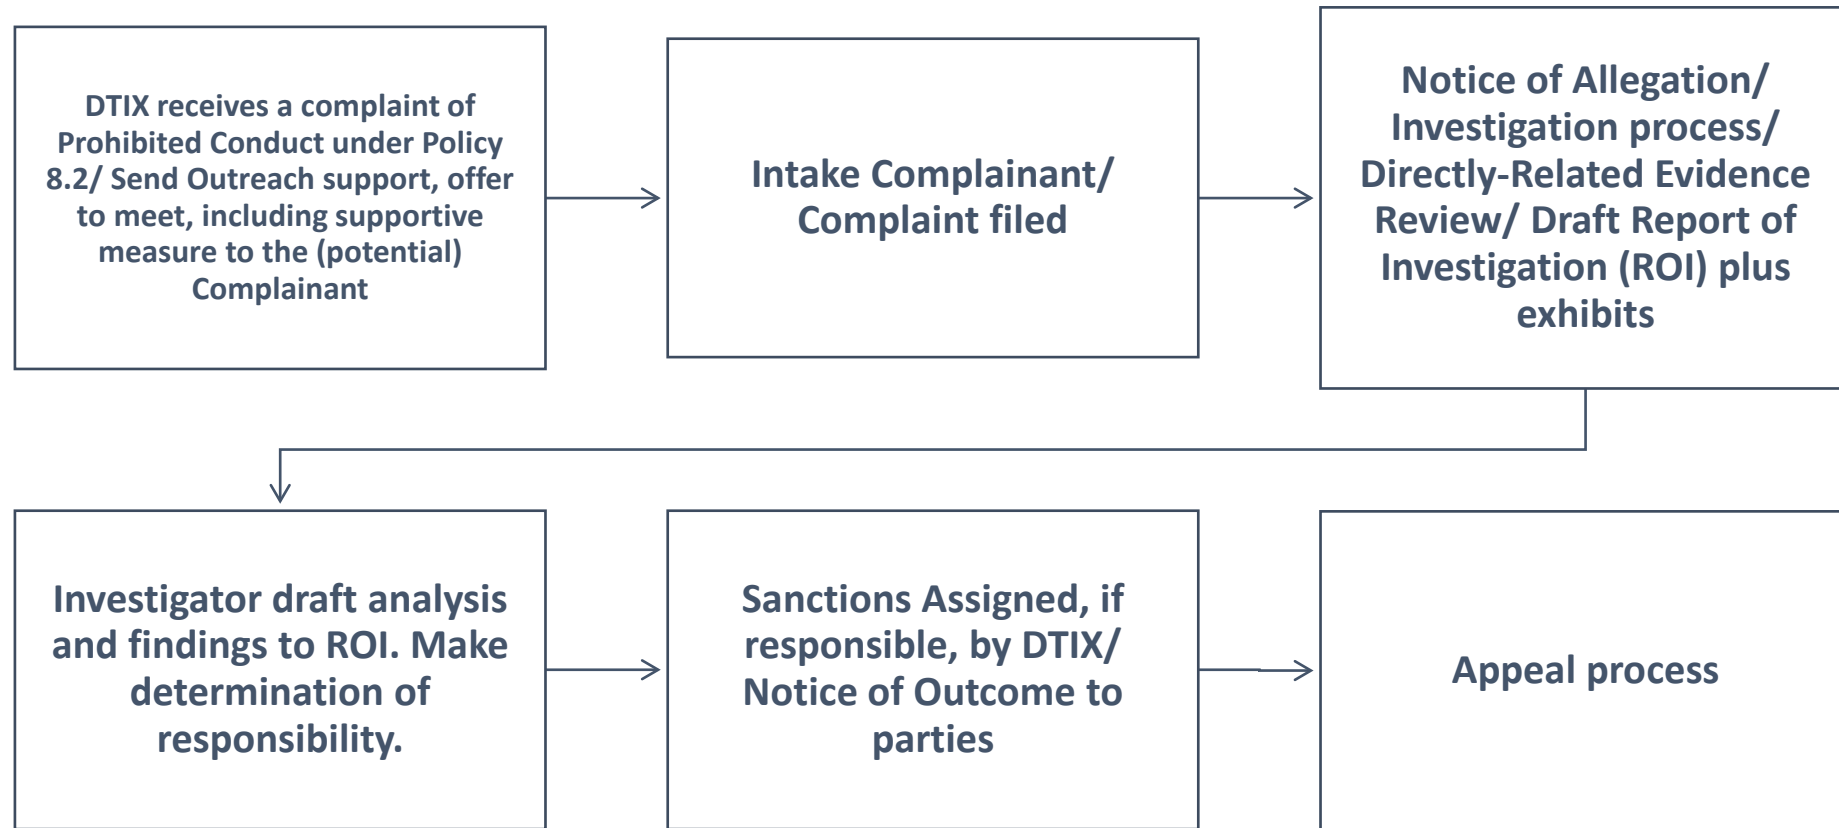 DTIX receives a complaint of
Prohibited Conduct under Policy
8.2/ Send Outreach support, offer
to meet, including supportive
measure to the (potential)
Complainant
Intake Complainant/
Complaint filed
Notice of Allegation/
Investigation process/
Directly-Related Evidence
Review/ Draft Report of
Investigation (ROI) plus
exhibits
Investigator draft analysis
and findings to ROI. Make
determination of
responsibility.
Sanctions Assigned, if
responsible, by DTIX/
Notice of Outcome to
parties
Appeal process